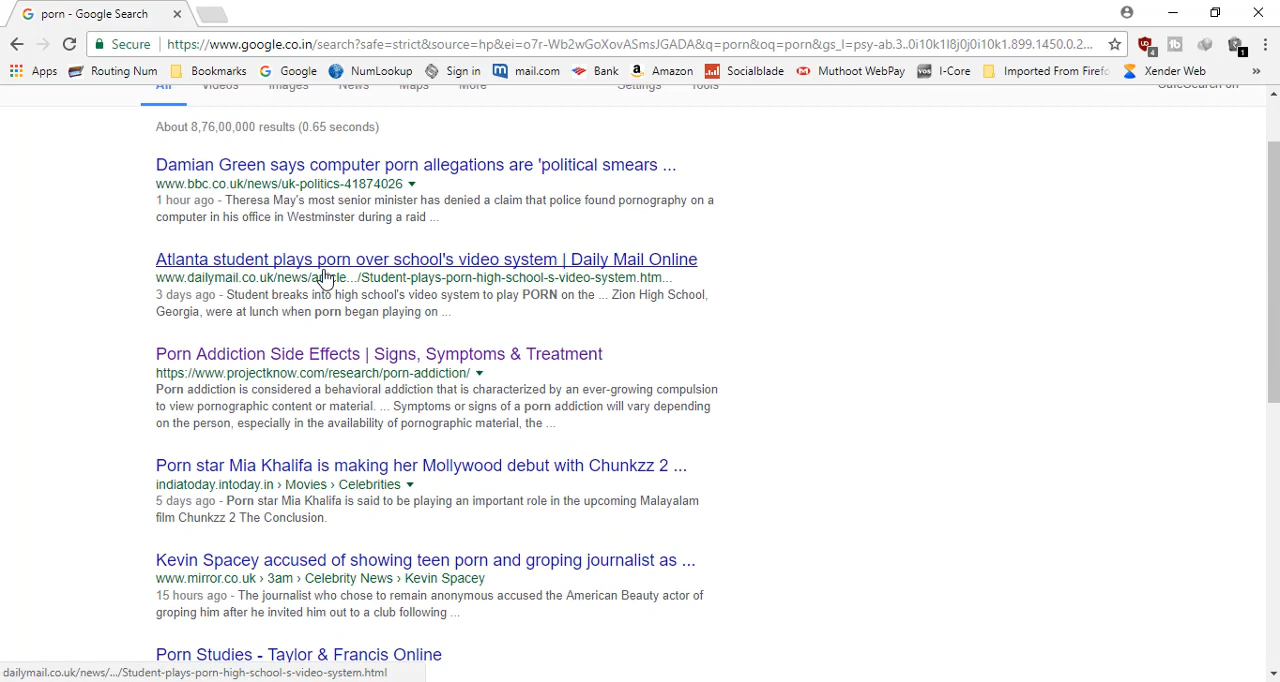 porn - Google Search
Secure https://www.google.co.in/search?safe=strict&source=hp&ei=o7r-Wb2wGoXovASmsJGADA&q=porn&oq=porn&gs_l=psy-ab.3..0i10k1l8j0j0i10k1.899.1450.0.2...
Apps Routing Num Bookmarks Google NumLookup Sign in mail.com Bank Amazon Socialblade Muthoot WebPay I-Core Imported From Firefo Xender Web »
All Videos Images News Maps More Settings Tools SafeSearch on
About 8,76,00,000 results (0.65 seconds)
Damian Green says computer porn allegations are 'political smears ...
www.bbc.co.uk/news/uk-politics-41874026
1 hour ago - Theresa May's most senior minister has denied a claim that police found pornography on a
computer in his office in Westminster during a raid ...
Atlanta student plays porn over school's video system | Daily Mail Online
www.dailymail.co.uk/news/article.../Student-plays-porn-high-school-s-video-system.htm...
3 days ago - Student breaks into high school's video system to play PORN on the ... Zion High School,
Georgia, were at lunch when porn began playing on ...
Porn Addiction Side Effects | Signs, Symptoms & Treatment
https://www.projectknow.com/research/porn-addiction/
Porn addiction is considered a behavioral addiction that is characterized by an ever-growing compulsion
to view pornographic content or material. ... Symptoms or signs of a porn addiction will vary depending
on the person, especially in the availability of pornographic material, the ...
Porn star Mia Khalifa is making her Mollywood debut with Chunkzz 2 ...
indiatoday.intoday.in › Movies › Celebrities
5 days ago - Porn star Mia Khalifa is said to be playing an important role in the upcoming Malayalam
film Chunkzz 2 The Conclusion.
Kevin Spacey accused of showing teen porn and groping journalist as ...
www.mirror.co.uk › 3am › Celebrity News › Kevin Spacey
15 hours ago - The journalist who chose to remain anonymous accused the American Beauty actor of
groping him after he invited him out to a club following ...
Porn Studies - Taylor & Francis Online
dailymail.co.uk/news/.../Student-plays-porn-high-school-s-video-system.html